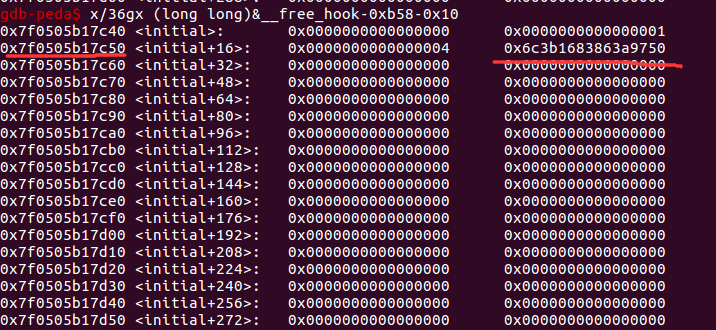 gdb-peda$ x/36gx (long long)&__free_hook-0xb58-0x10
0x7f0505b17c40 <initial>: 0x0000000000000000 0x0000000000000001
0x7f0505b17c50 <initial+16>: 0x0000000000000004 0x6c3b1683863a9750
0x7f0505b17c60 <initial+32>: 0x0000000000000000 0x0000000000000000
0x7f0505b17c70 <initial+48>: 0x0000000000000000 0x0000000000000000
0x7f0505b17c80 <initial+64>: 0x0000000000000000 0x0000000000000000
0x7f0505b17c90 <initial+80>: 0x0000000000000000 0x0000000000000000
0x7f0505b17ca0 <initial+96>: 0x0000000000000000 0x0000000000000000
0x7f0505b17cb0 <initial+112>: 0x0000000000000000 0x0000000000000000
0x7f0505b17cc0 <initial+128>: 0x0000000000000000 0x0000000000000000
0x7f0505b17cd0 <initial+144>: 0x0000000000000000 0x0000000000000000
0x7f0505b17ce0 <initial+160>: 0x0000000000000000 0x0000000000000000
0x7f0505b17cf0 <initial+176>: 0x0000000000000000 0x0000000000000000
0x7f0505b17d00 <initial+192>: 0x0000000000000000 0x0000000000000000
0x7f0505b17d10 <initial+208>: 0x0000000000000000 0x0000000000000000
0x7f0505b17d20 <initial+224>: 0x0000000000000000 0x0000000000000000
0x7f0505b17d30 <initial+240>: 0x0000000000000000 0x0000000000000000
0x7f0505b17d40 <initial+256>: 0x0000000000000000 0x0000000000000000
0x7f0505b17d50 <initial+272>: 0x0000000000000000 0x0000000000000000